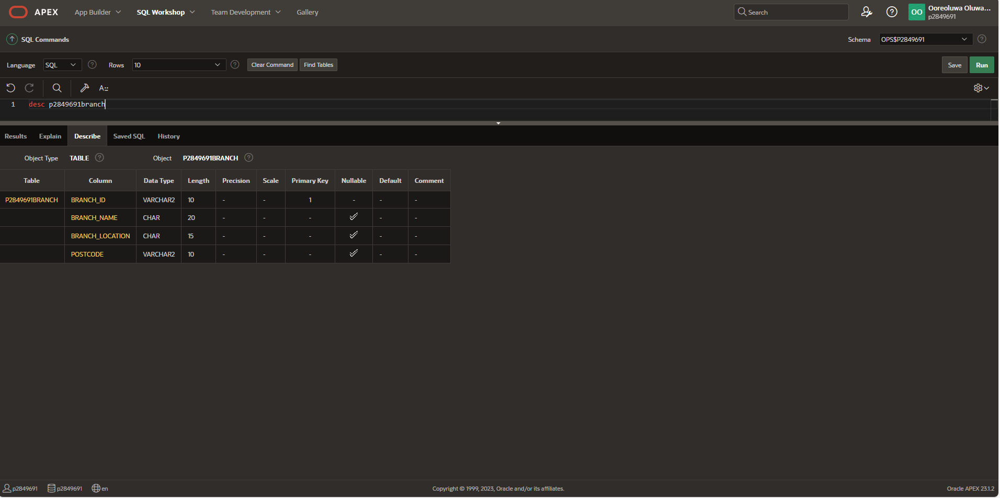 APEX App Builder SQL Workshop Team Development Gallery Search OO Ooreoluwa Oluwa...
p2849691
SQL Commands Schema OPS$P2849691
Language SQL Rows 10 Clear Command Find Tables Save Run
A::
1 desc p2849691branch
Results Explain Describe Saved SQL History
Object Type TABLE Object P2849691BRANCH
Table Column Data Type Length Precision Scale Primary Key Nullable Default Comment
P2849691BRANCH BRANCH_ID VARCHAR2 10 - - 1 - - -
BRANCH_NAME CHAR 20 - - - - -
BRANCH_LOCATION CHAR 15 - - - - -
POSTCODE VARCHAR2 10 - - - - -
p2849691 p2849691 en Copyright © 1999, 2023, Oracle and/or its affiliates. Oracle APEX 23.1.2